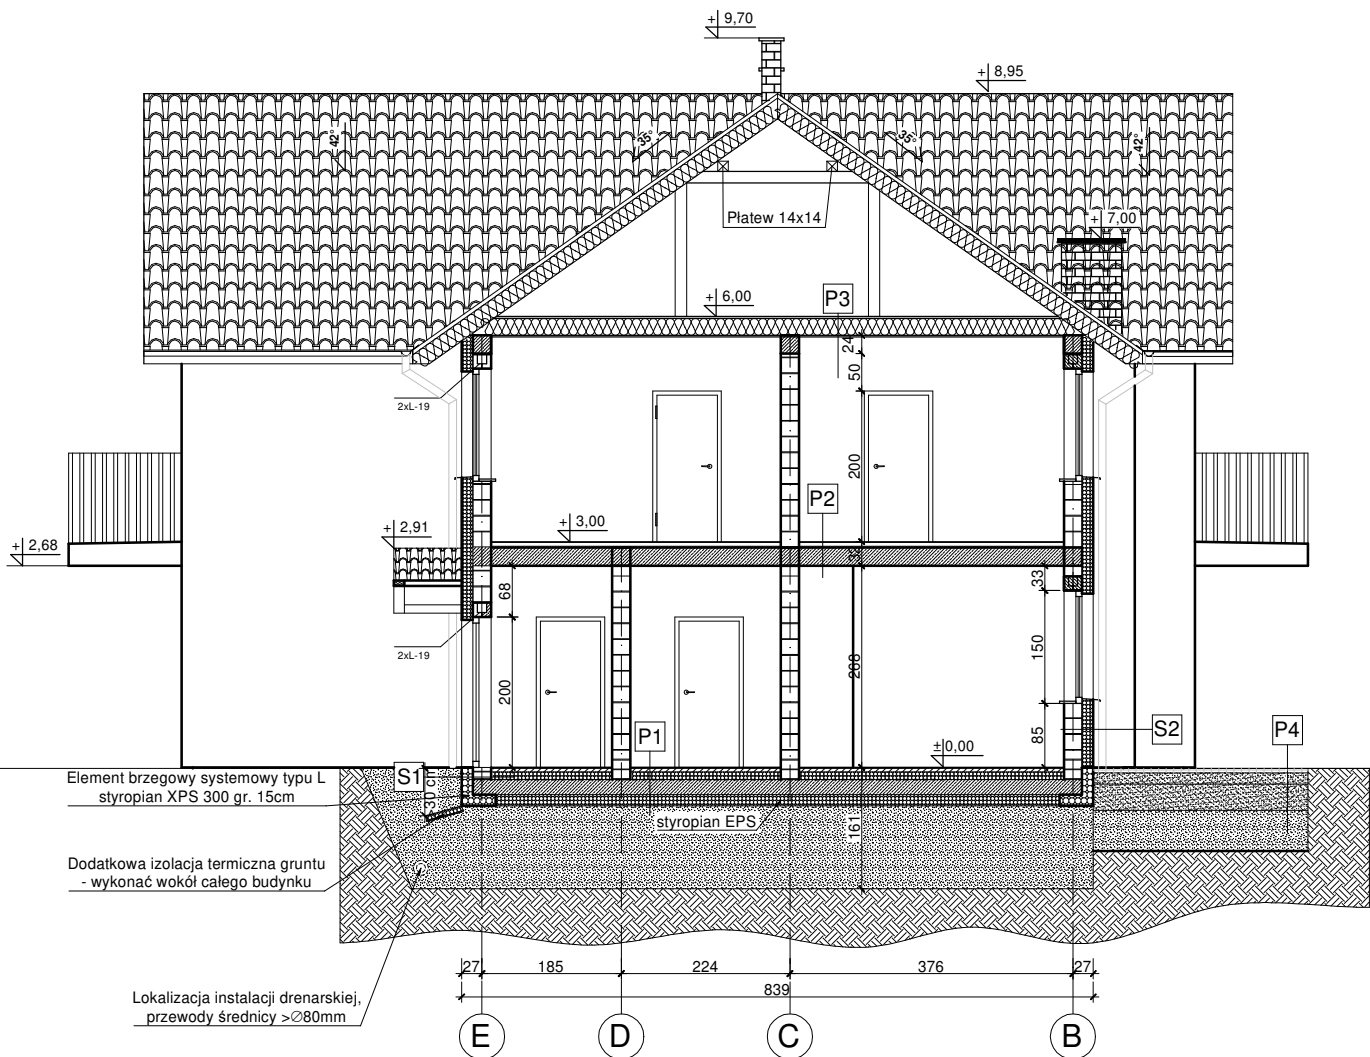 + 9,70
+ 8,95
42°
35°
35°
42°
Płatew 14x14
+ 7,00
+ 6,00
P3
24
50
2xL-19
200
P2
+ 2,91
+ 3,00
+ 2,68
32
33
68
150
2xL-19
200
268
85
P1
S2
P4
±0,00
Element brzegowy systemowy typu L
styropian XPS 300 gr. 15cm
S1
30 cm
styropian EPS
161
Dodatkowa izolacja termiczna gruntu
- wykonać wokół całego budynku
27
185
224
376
27
839
Lokalizacja instalacji drenarskiej,
przewody średnicy >∅80mm
E
D
C
B